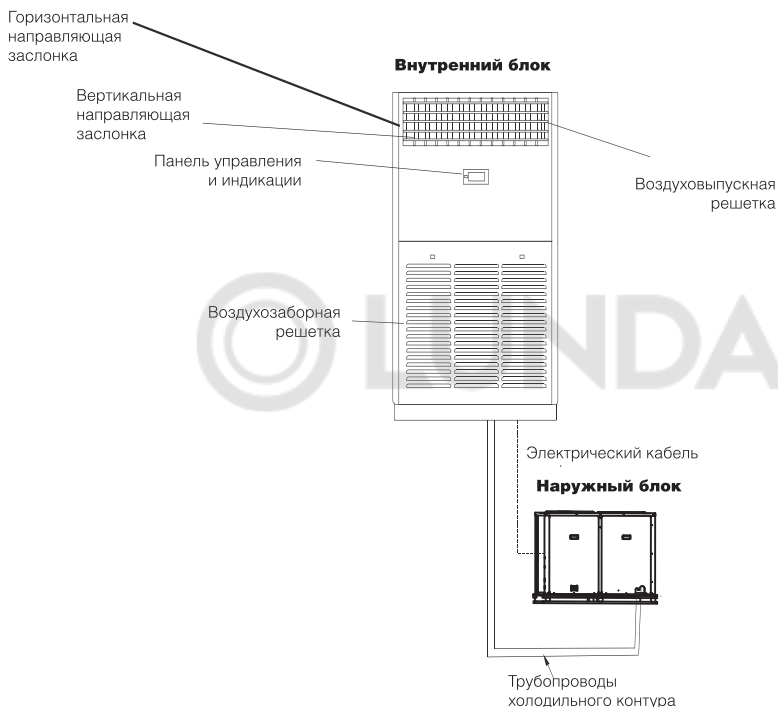 Горизонтальная
направляющая
заслонка
Внутренний блок
Вертикальная
направляющая
заслонка
Панель управления
и индикации
Воздуховыпускная
решетка
Воздухозаборная
решетка
LUNDA
Электрический кабель
Наружный блок
Трубопроводы
холодильного контура